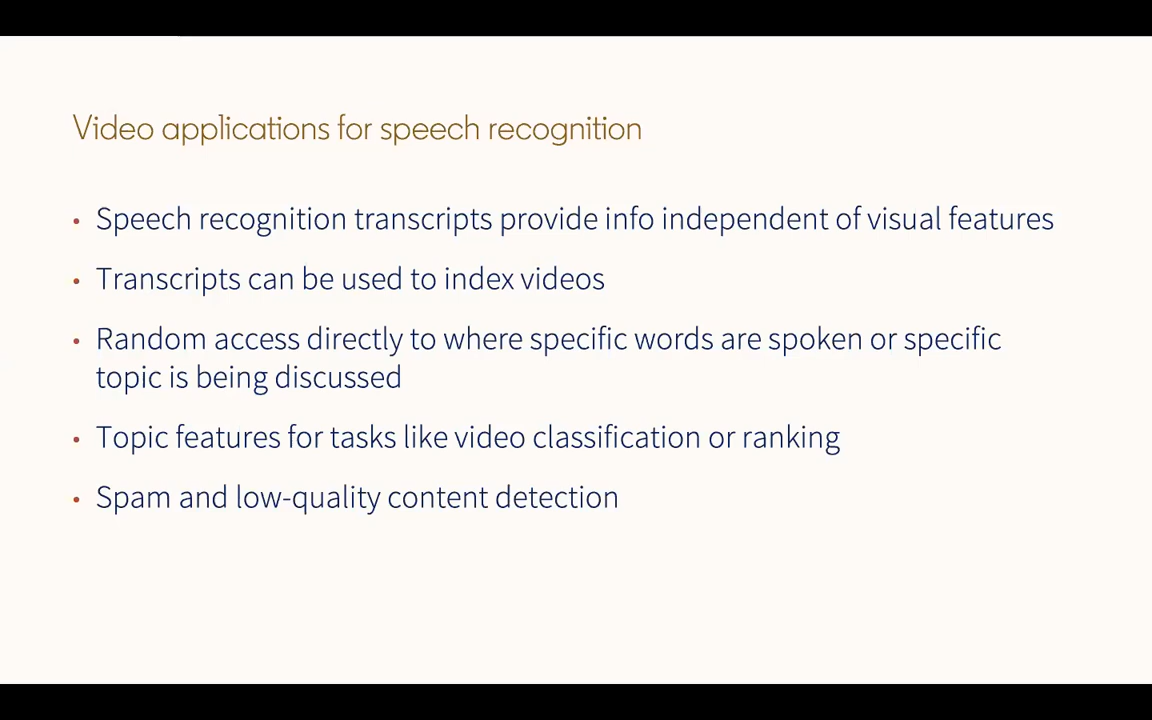 Video applications for speech recognition
• Speech recognition transcripts provide info independent of visual features
• Transcripts can be used to index videos
• Random access directly to where specific words are spoken or specific
topic is being discussed
• Topic features for tasks like video classification or ranking
• Spam and low-quality content detection